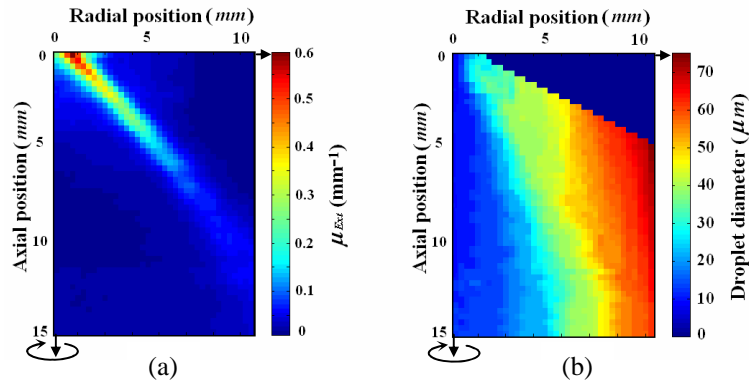 Radial position (mm)
0 5 10
0
5
10
15
Axial position (mm)
0.6
0.5
0.4
0.3
0.2
0.1
0
μExt (mm-1)
(a)
Radial position (mm)
0 5 10
0
5
10
15
Axial position (mm)
70
60
50
40
30
20
10
0
Droplet diameter (μm)
(b)